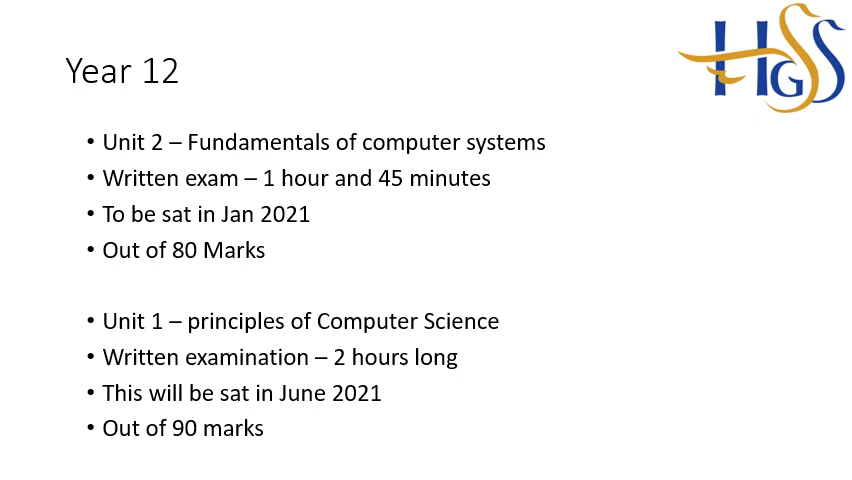 HGSS
Year 12
• Unit 2 – Fundamentals of computer systems
• Written exam – 1 hour and 45 minutes
• To be sat in Jan 2021
• Out of 80 Marks
• Unit 1 – principles of Computer Science
• Written examination – 2 hours long
• This will be sat in June 2021
• Out of 90 marks